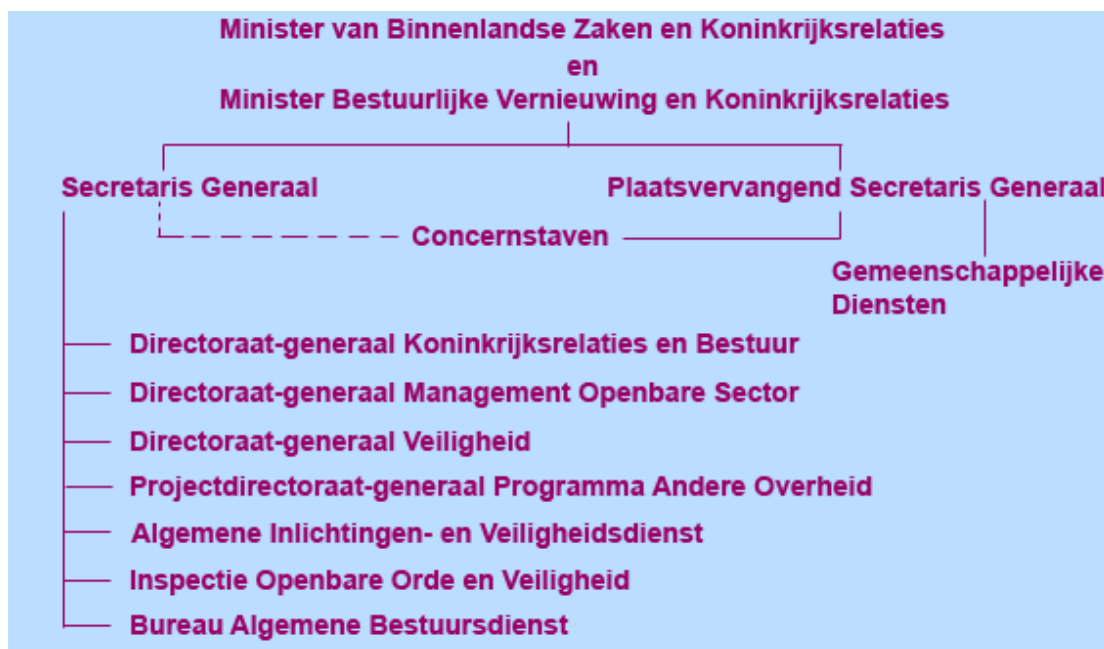 Minister van Binnenlandse Zaken en Koninkrijksrelaties
en
Minister Bestuurlijke Vernieuwing en Koninkrijksrelaties
Secretaris Generaal
Plaatsvervangend Secretaris Generaal
Concernstaven
Gemeenschappelijke
Diensten
Directoraat-generaal Koninkrijksrelaties en Bestuur
Directoraat-generaal Management Openbare Sector
Directoraat-generaal Veiligheid
Projectdirectoraat-generaal Programma Andere Overheid
Algemene Inlichtingen- en Veiligheidsdienst
Inspectie Openbare Orde en Veiligheid
Bureau Algemene Bestuursdienst